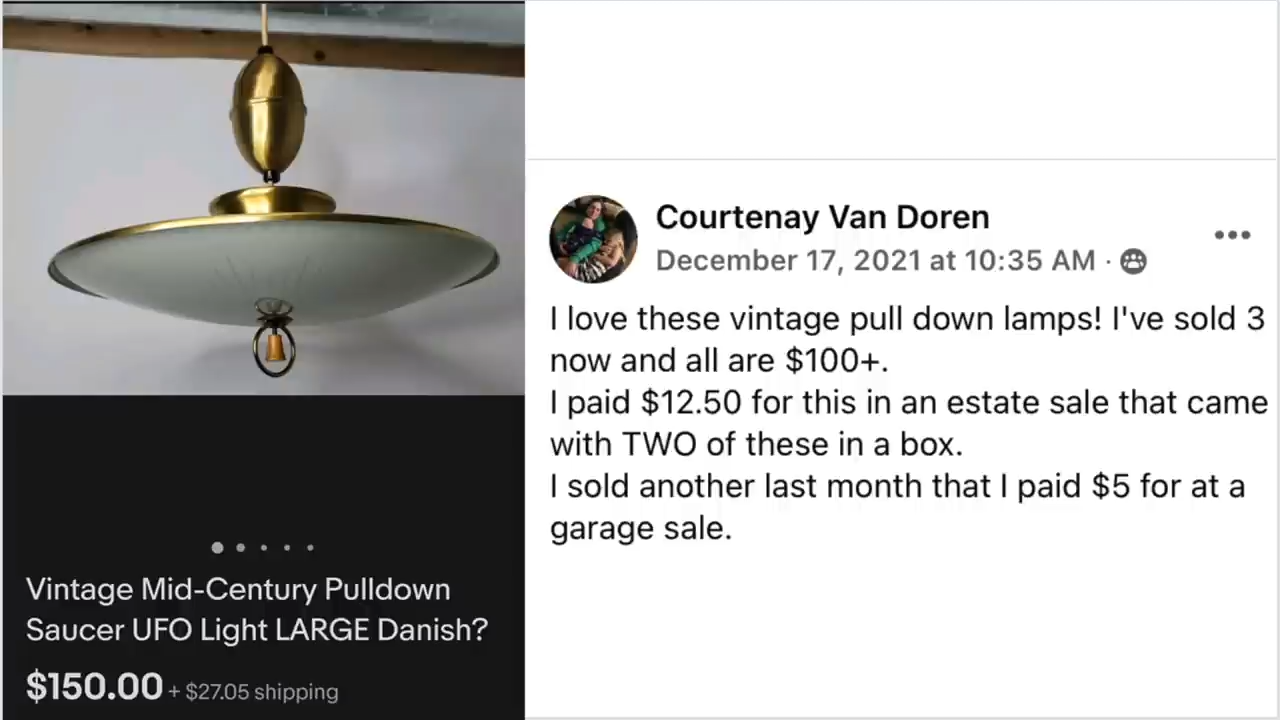 Vintage Mid-Century Pulldown
Saucer UFO Light LARGE Danish?
$150.00 + $27.05 shipping
Courtenay Van Doren
December 17, 2021 at 10:35 AM ·
I love these vintage pull down lamps! I've sold 3
now and all are $100+.
I paid $12.50 for this in an estate sale that came
with TWO of these in a box.
I sold another last month that I paid $5 for at a
garage sale.